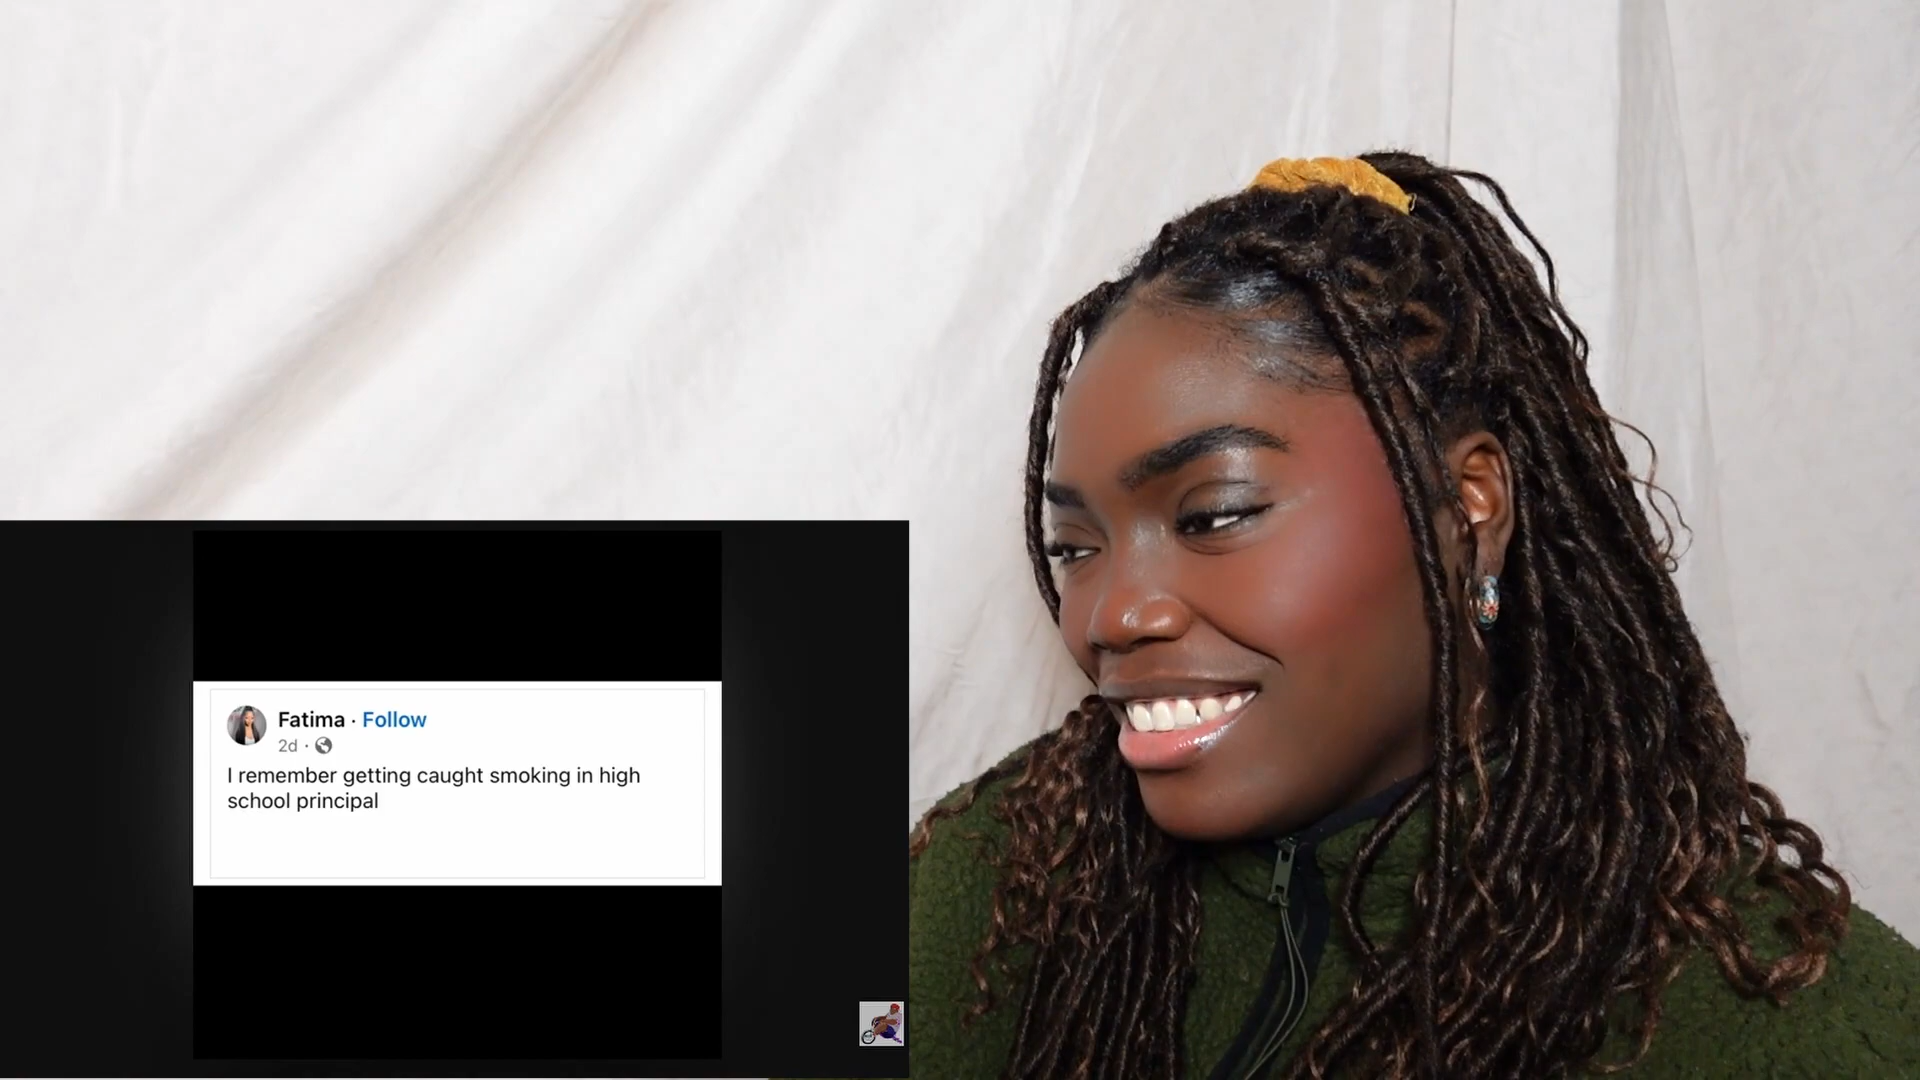 Fatima · Follow
2d ·
I remember getting caught smoking in high
school principal